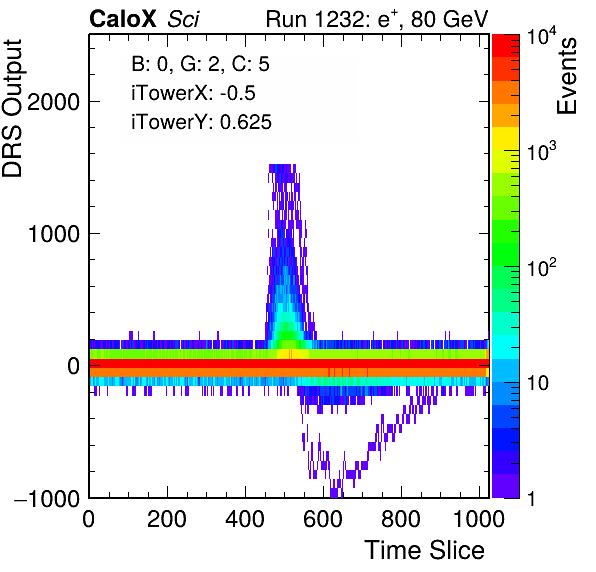 CaloX Sci
Run 1232: e⁺, 80 GeV
B: 0, G: 2, C: 5
iTowerX: -0.5
iTowerY: 0.625
DRS Output
2000
1000
0
−1000
0 200 400 600 800 1000
Time Slice
10⁴
10³
10²
10
1
Events